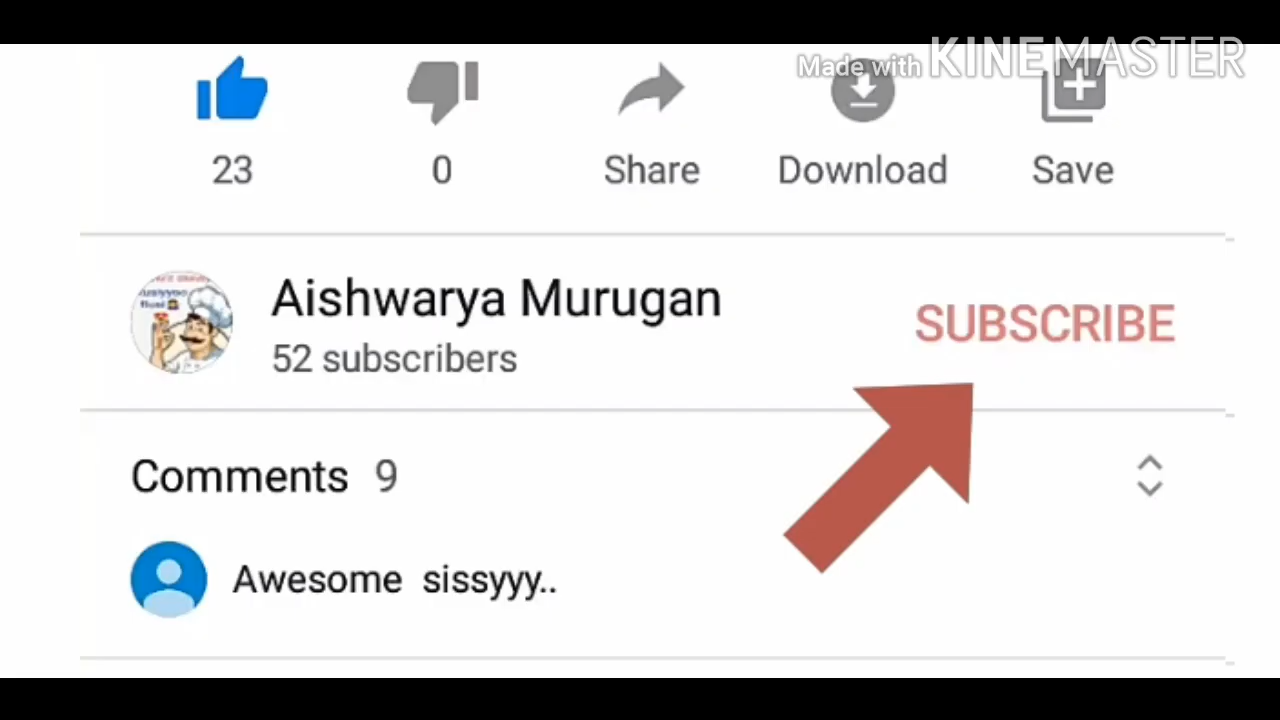 Made with KINEMASTER
23
0
Share
Download
Save
Aishwarya Murugan
52 subscribers
SUBSCRIBE
Comments 9
Awesome sissyyy..